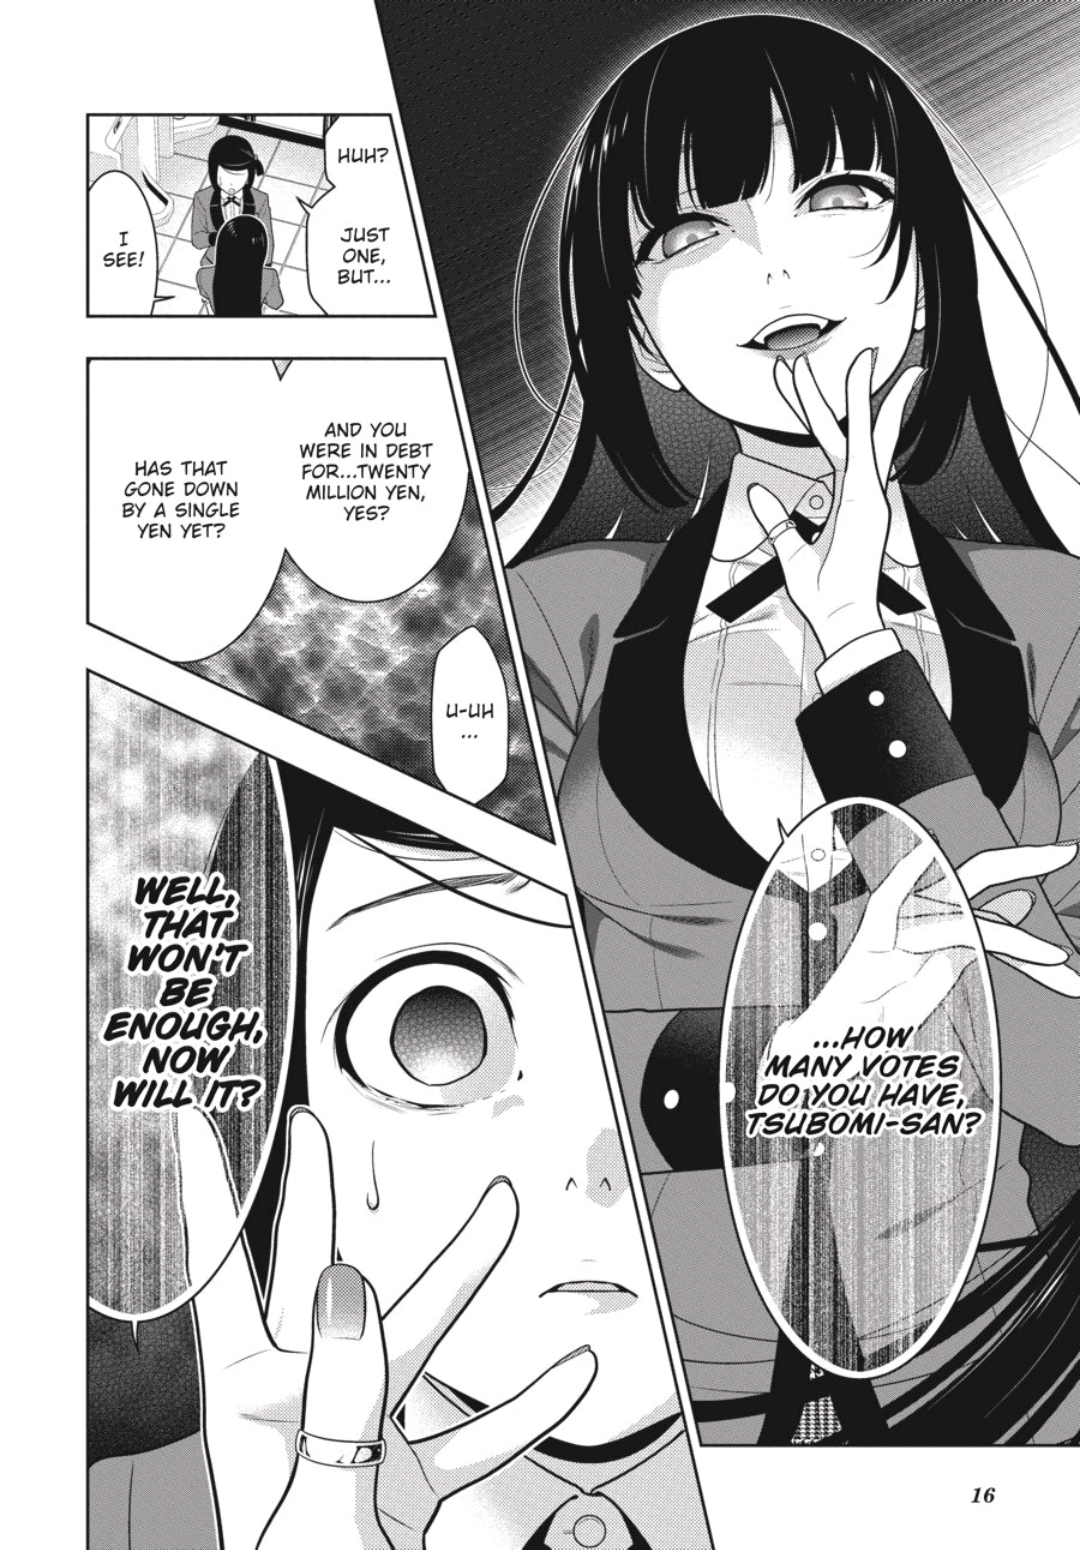 ...HOW
MANY VOTES
DO YOU HAVE,
TSUBOMI-SAN?
HUH?
JUST
ONE,
BUT...
I
SEE!
AND YOU
WERE IN DEBT
FOR...TWENTY
MILLION YEN,
YES?
HAS THAT
GONE DOWN
BY A SINGLE
YEN YET?
U-UH
...
WELL,
THAT
WON'T
BE
ENOUGH,
NOW
WILL IT?
16